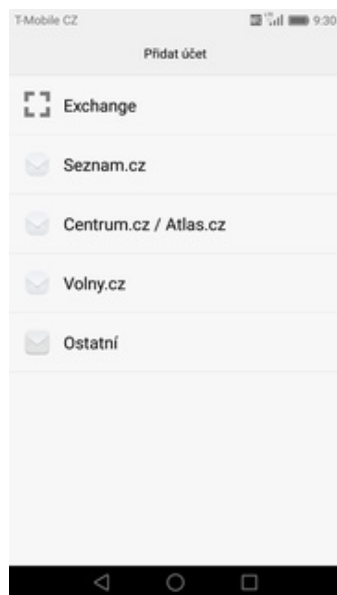 T-Mobile CZ 9:30
Přidat účet
Exchange
Seznam.cz
Centrum.cz / Atlas.cz
Volny.cz
Ostatní